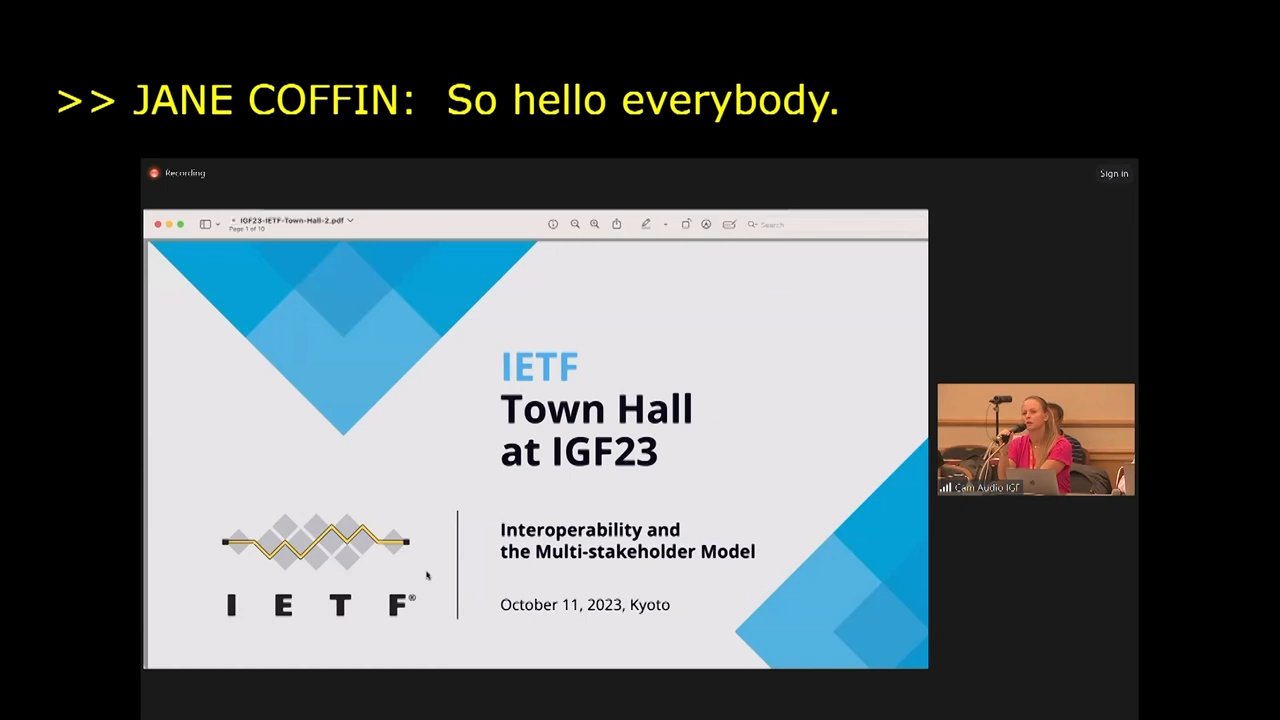 >> JANE COFFIN:  So hello everybody.
Recording
Sign in
IGF23-IETF-Town-Hall-2.pdf
Page 1 of 10
Search
IETF
Town Hall
at IGF23
Interoperability and
the Multi-stakeholder Model
October 11, 2023, Kyoto
I E T F®
Cam Audio IGF